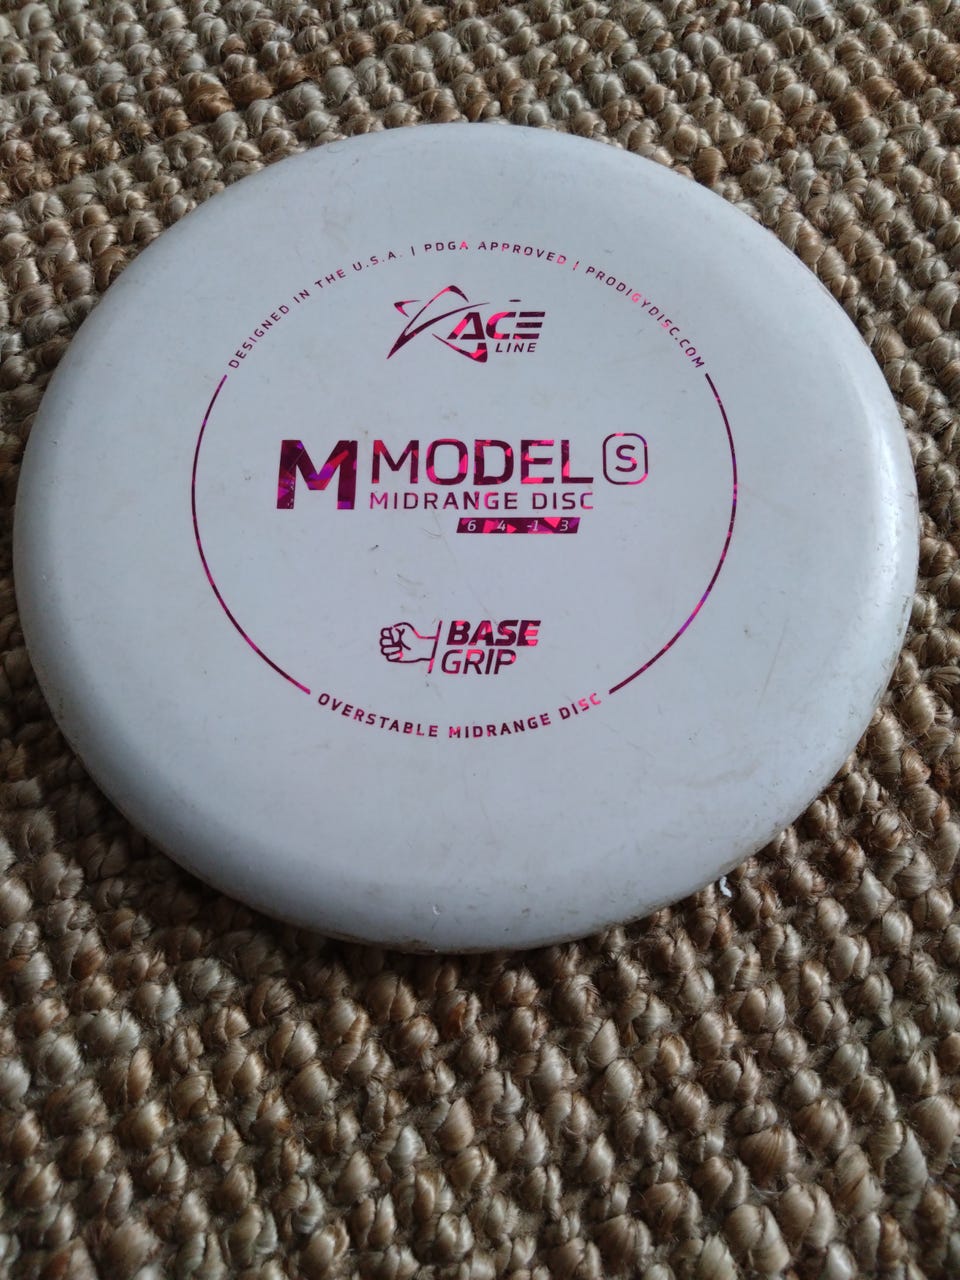 DESIGNED IN THE U.S.A. | PDGA APPROVED | PRODIGYDISC.COM
ACE
LINE
M MODEL S
MIDRANGE DISC
6 4 -1 3
BASE
GRIP
OVERSTABLE MIDRANGE DISC